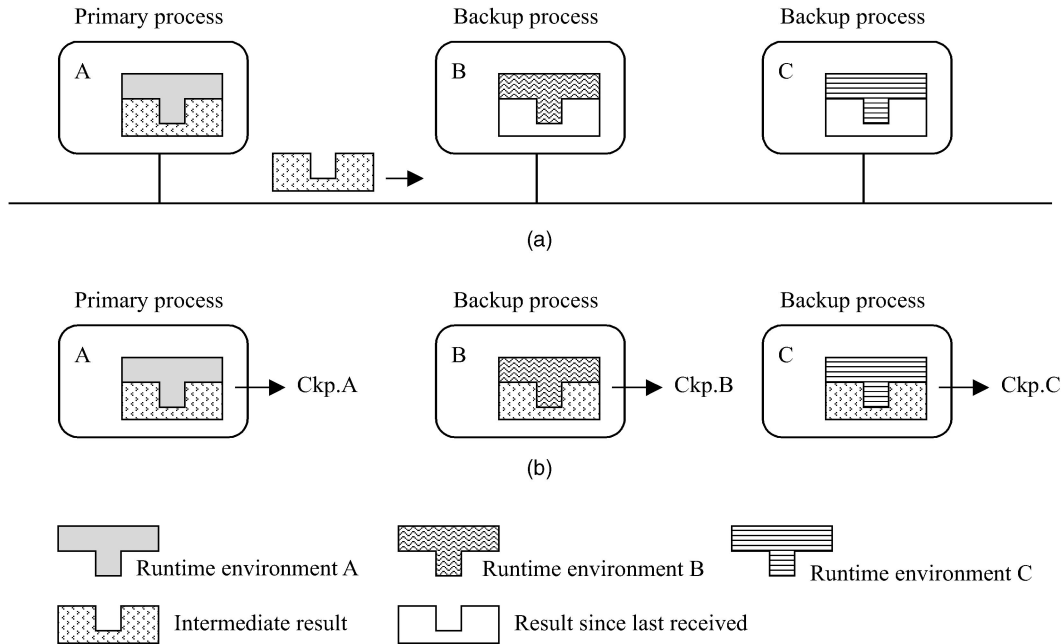 Primary process
Backup process
Backup process
A
B
C
(a)
Primary process
Backup process
Backup process
A
Ckp.A
B
Ckp.B
C
Ckp.C
(b)
Runtime environment A
Runtime environment B
Runtime environment C
Intermediate result
Result since last received